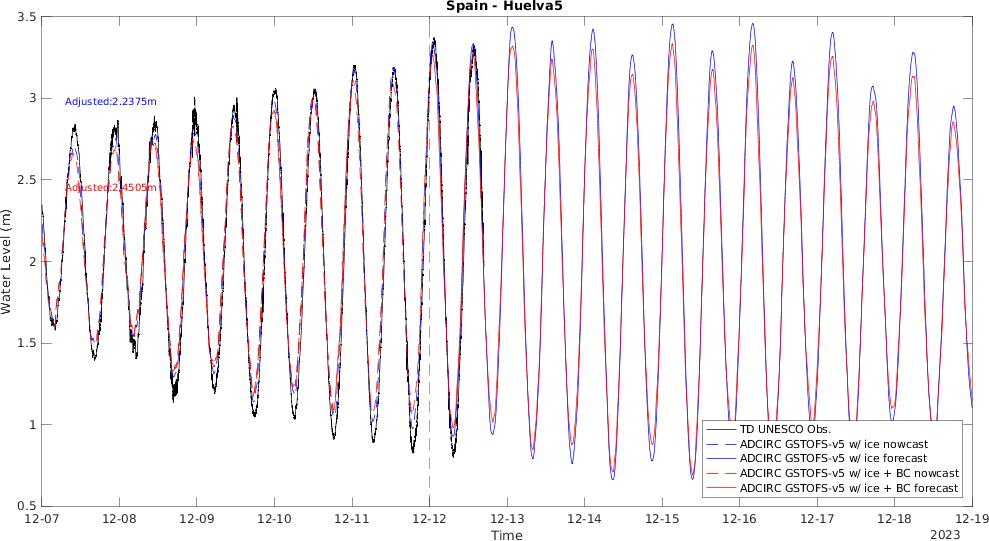 Spain - Huelva5
3.5
3
2.5
2
1.5
1
0.5
Water Level (m)
Adjusted:2.2375m
Adjusted:2.4505m
TD UNESCO Obs.
ADCIRC GSTOFS-v5 w/ ice nowcast
ADCIRC GSTOFS-v5 w/ ice forecast
ADCIRC GSTOFS-v5 w/ ice + BC nowcast
ADCIRC GSTOFS-v5 w/ ice + BC forecast
12-07 12-08 12-09 12-10 12-11 12-12 12-13 12-14 12-15 12-16 12-17 12-18 12-19
Time
2023